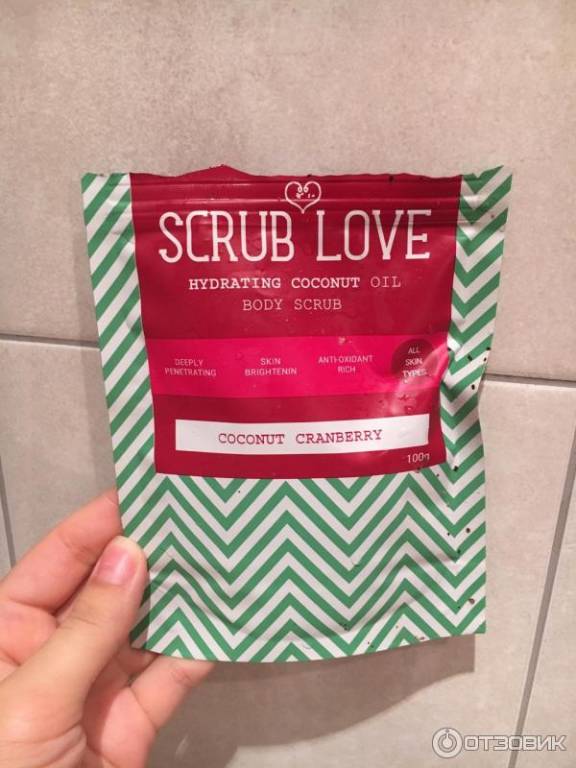 SCRUB LOVE
HYDRATING COCONUT OIL
BODY SCRUB
DEEPLY
PENETRATING
SKIN
BRIGHTENIN
ANTI-OXIDANT
RICH
ALL
SKIN
TYPES
COCONUT CRANBERRY
100g
ОТЗОВИК